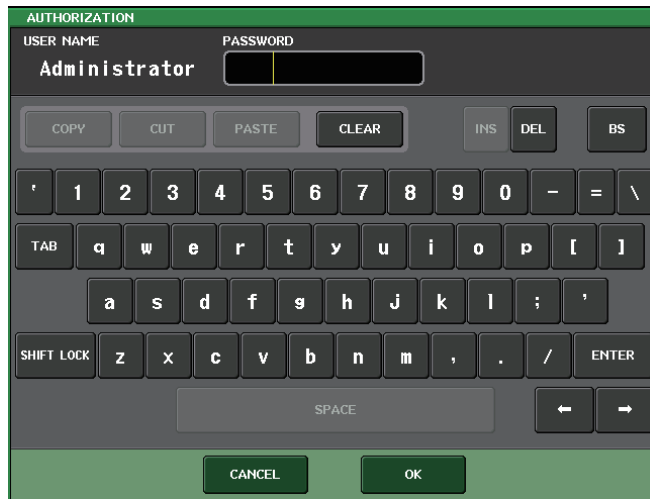 AUTHORIZATION
USER NAME PASSWORD
Administrator
COPY CUT PASTE CLEAR INS DEL BS
' 1 2 3 4 5 6 7 8 9 0 - = \
TAB q w e r t y u i o p [ ]
a s d f g h j k l ; '
SHIFT LOCK z x c v b n m , . / ENTER
SPACE ← →
CANCEL OK